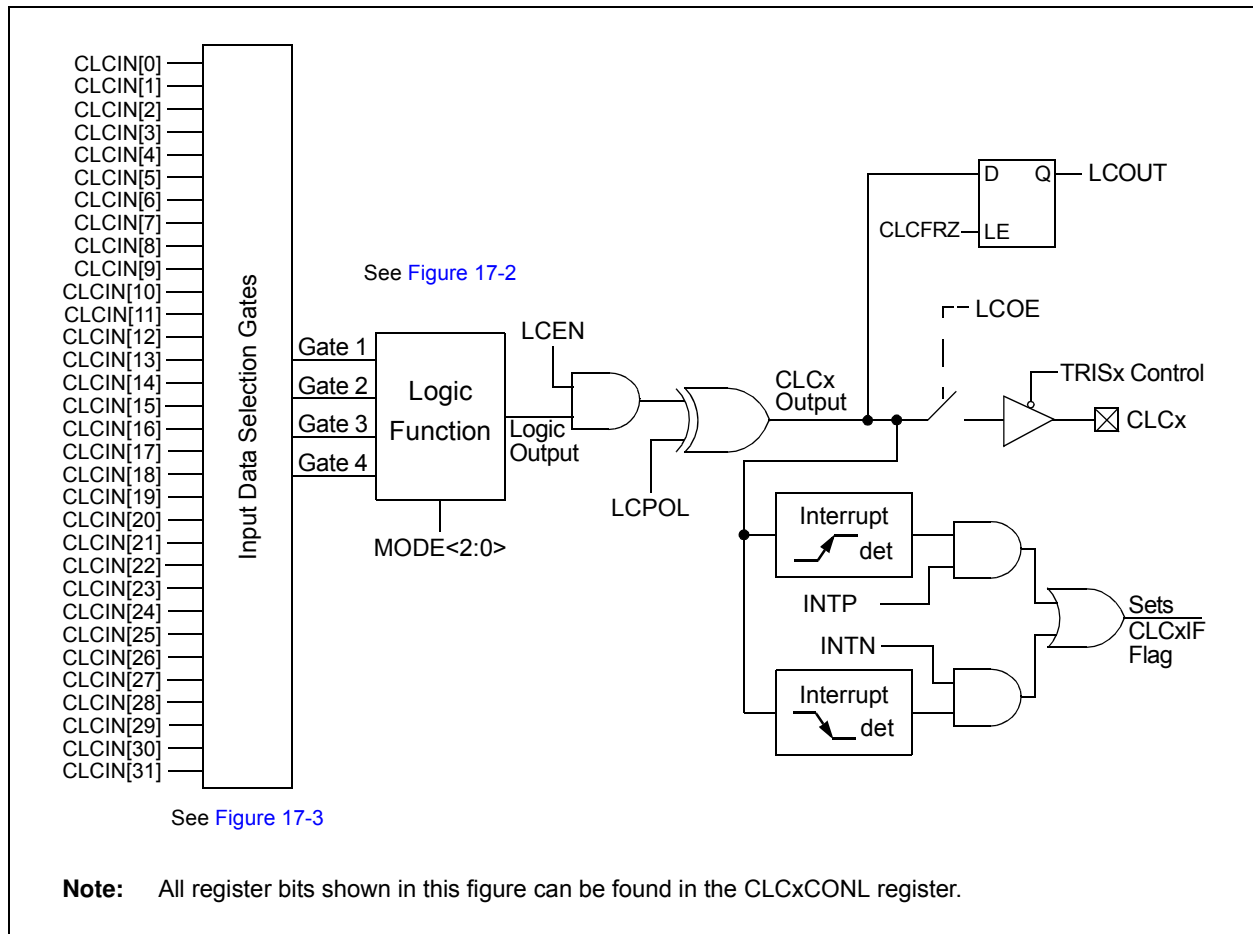 CLCIN[0]
CLCIN[1]
CLCIN[2]
CLCIN[3]
CLCIN[4]
CLCIN[5]
CLCIN[6]
CLCIN[7]
CLCIN[8]
CLCIN[9]
CLCIN[10]
CLCIN[11]
CLCIN[12]
CLCIN[13]
CLCIN[14]
CLCIN[15]
CLCIN[16]
CLCIN[17]
CLCIN[18]
CLCIN[19]
CLCIN[20]
CLCIN[21]
CLCIN[22]
CLCIN[23]
CLCIN[24]
CLCIN[25]
CLCIN[26]
CLCIN[27]
CLCIN[28]
CLCIN[29]
CLCIN[30]
CLCIN[31]
Input Data Selection Gates
See Figure 17-3
See Figure 17-2
Gate 1
Gate 2
Gate 3
Gate 4
Logic
Function
MODE<2:0>
Logic
Output
LCEN
LCPOL
CLCx
Output
D
Q
LE
LCOUT
CLCFRZ
LCOE
TRISx Control
CLCx
Interrupt
det
INTP
INTN
Interrupt
det
Sets
CLCxIF
Flag
Note: All register bits shown in this figure can be found in the CLCxCONL register.